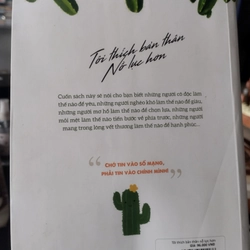 Tôi thích bản thân
Nỗ lực hơn
Cuốn sách này sẽ nói cho bạn biết những người cô độc làm
thế nào để yêu, những người nghèo khó làm thế nào để giàu,
những người mơ hồ làm thế nào để chọn lựa, những người
mỏi mệt làm thế nào tiến bước về phía trước, những người
mang trong lòng vết thương làm thế nào để hạnh phúc...
“ CHỚ TIN VÀO SỐ MẠNG,
PHẢI TIN VÀO CHÍNH MÌNH! ”